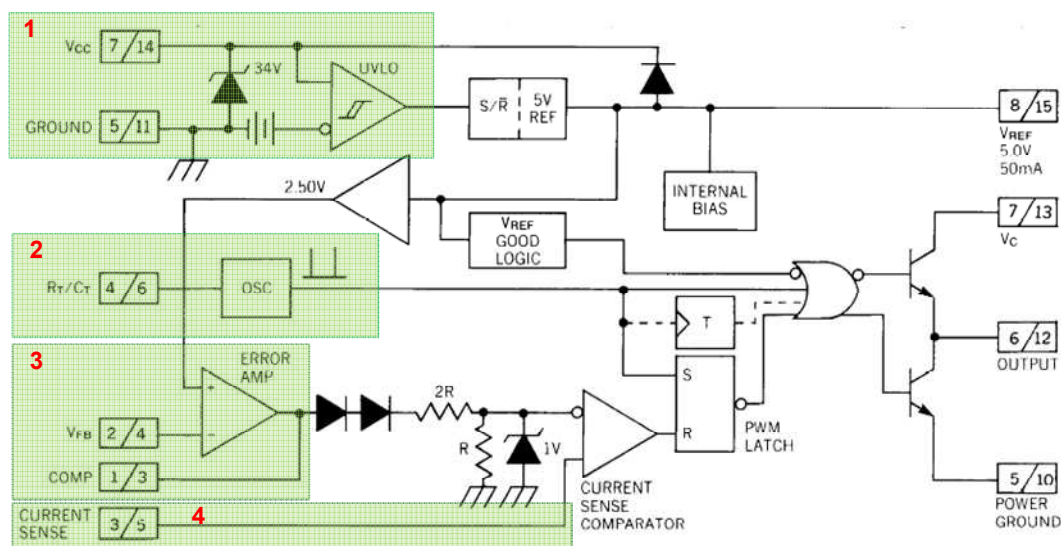 1
VCC 7/14
34V
UVLO
GROUND 5/11
S/R̅
5V
REF
8/15
VREF
5.0V
50mA
2.50V
INTERNAL
BIAS
VREF
GOOD
LOGIC
7/13
VC
2
RT/CT 4/6
OSC
T
6/12
OUTPUT
3
ERROR
AMP
+
−
VFB 2/4
COMP 1/3
2R
R
1V
S
R
PWM
LATCH
CURRENT
SENSE
COMPARATOR
5/10
POWER
GROUND
4
CURRENT
SENSE
3/5